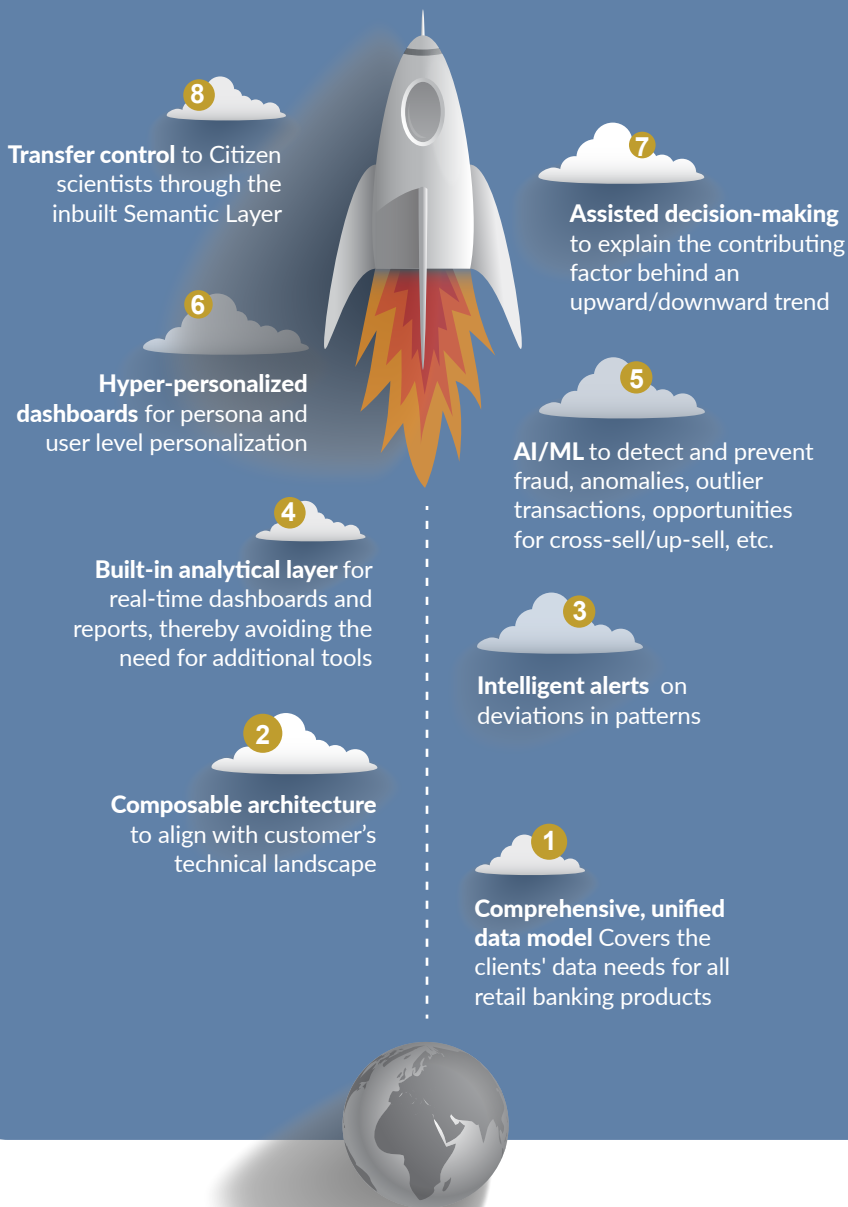 8
Transfer control to Citizen
scientists through the
inbuilt Semantic Layer
7
Assisted decision-making
to explain the contributing
factor behind an
upward/downward trend
6
Hyper-personalized
dashboards for persona and
user level personalization
5
AI/ML to detect and prevent
fraud, anomalies, outlier
transactions, opportunities
for cross-sell/up-sell, etc.
4
Built-in analytical layer for
real-time dashboards and
reports, thereby avoiding the
need for additional tools
3
Intelligent alerts on
deviations in patterns
2
Composable architecture
to align with customer’s
technical landscape
1
Comprehensive, unified
data model Covers the
clients' data needs for all
retail banking products